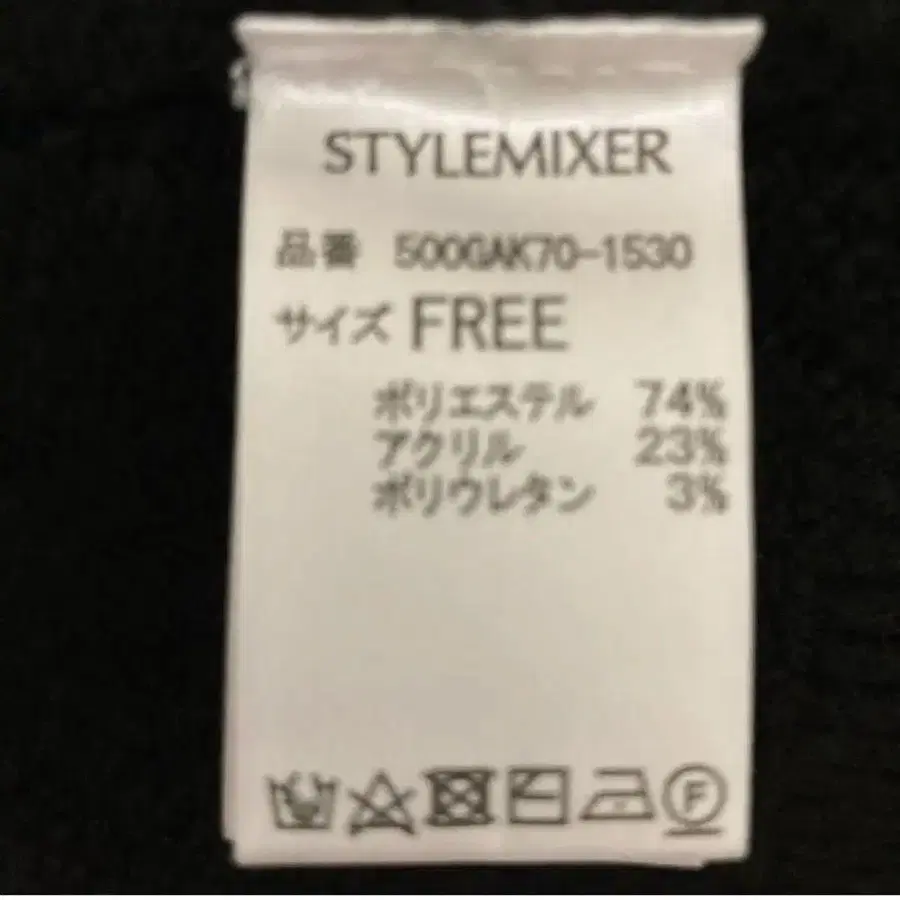 STYLEMIXER
品番 500GAK70-1530
サイズ FREE
ポリエステル 74%
アクリル 23%
ポリウレタン 3%
F